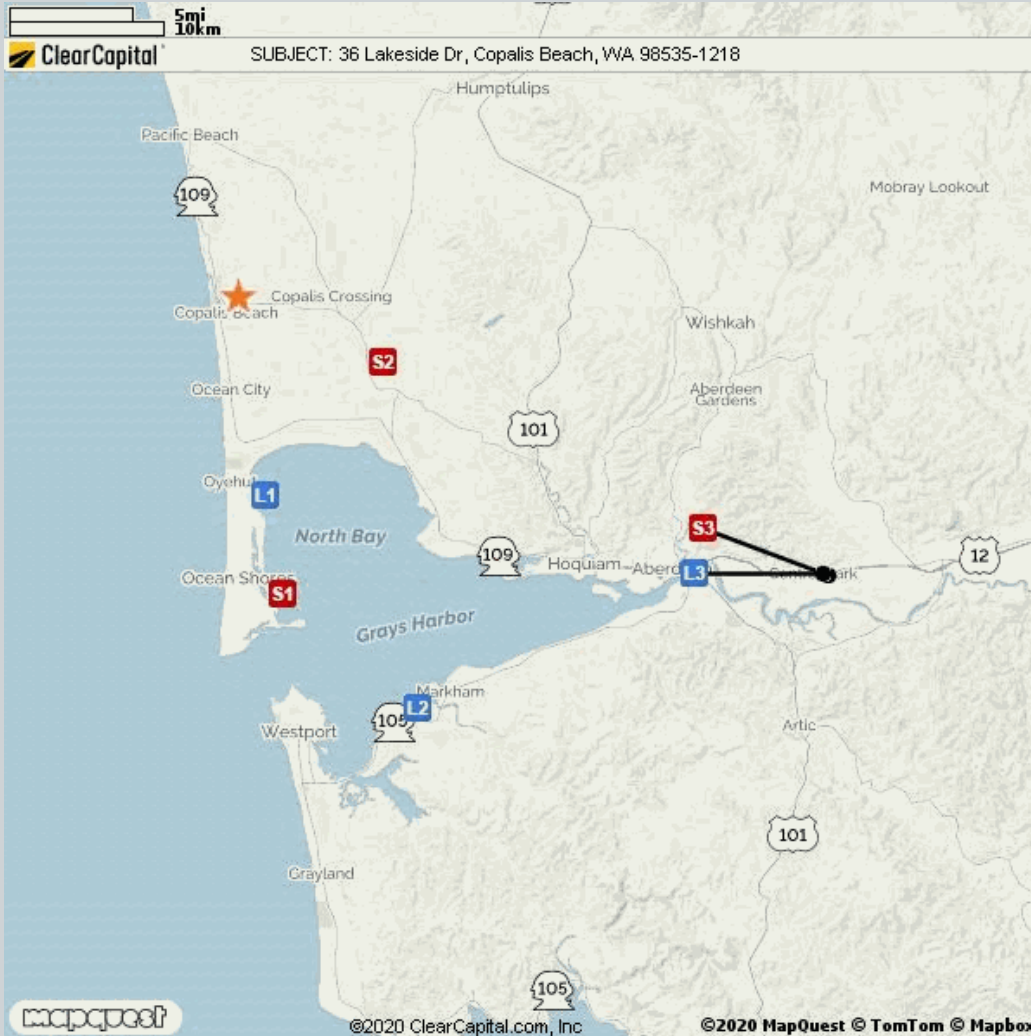 5mi
10km
ClearCapital
SUBJECT: 36 Lakeside Dr, Copalis Beach, WA 98535-1218
Humptulips
Pacific Beach
Mobray Lookout
109
Copalis Crossing
Copalis Beach
Wishkah
S2
Ocean City
Aberdeen
Gardens
101
Oyehut
L1
North Bay
S3
109
Hoquiam
L3
12
Ocean Shores
S1
Grays Harbor
Markham
L2
105
Westport
Artic
101
Grayland
105
mapquest
©2020 ClearCapital.com, Inc
©2020 MapQuest © TomTom © Mapbox